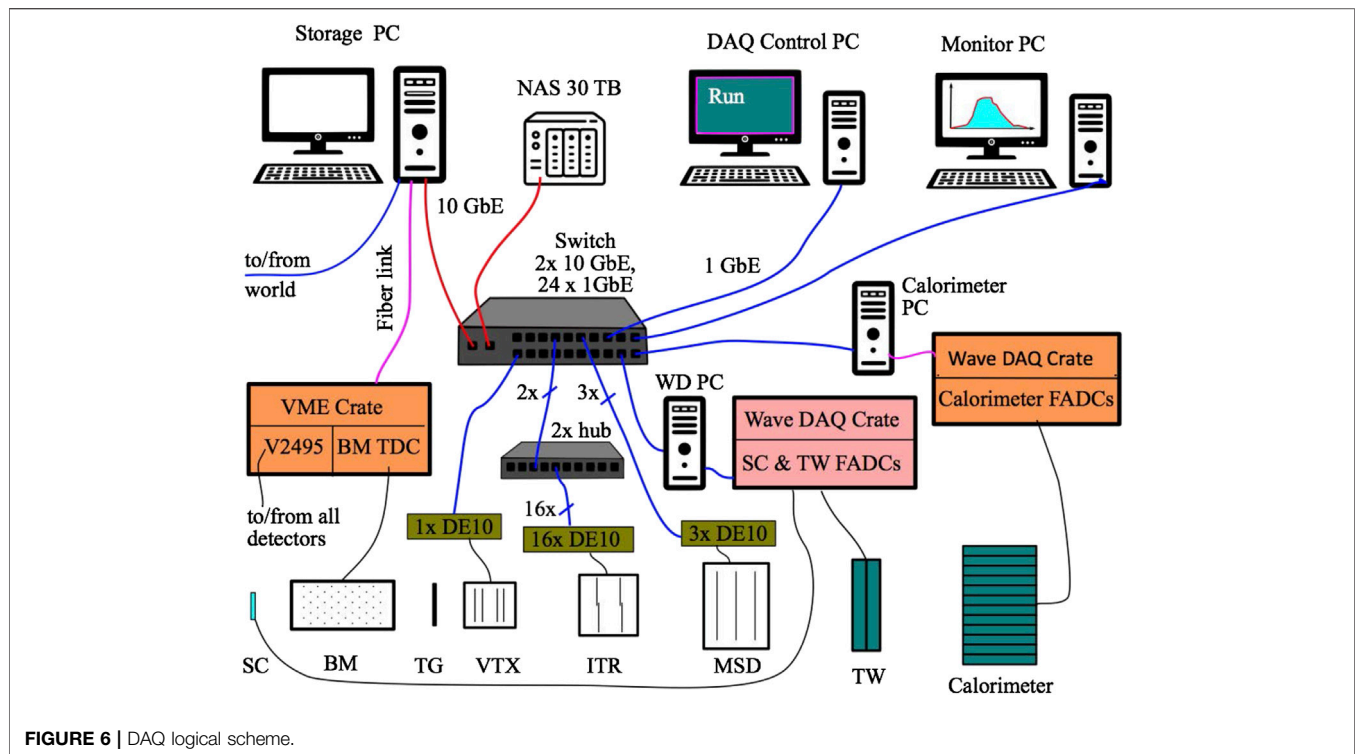 Storage PC
NAS 30 TB
DAQ Control PC
Monitor PC
Run
10 GbE
Switch
2x 10 GbE,
24 x 1GbE
1 GbE
to/from
world
Fiber link
Calorimeter
PC
Wave DAQ Crate
Calorimeter FADCs
VME Crate
V2495
BM TDC
2x
3x
2x hub
WD PC
Wave DAQ Crate
SC & TW FADCs
to/from all
detectors
16x
1x DE10
16x DE10
3x DE10
SC
BM
TG
VTX
ITR
MSD
TW
Calorimeter
FIGURE 6 | DAQ logical scheme.